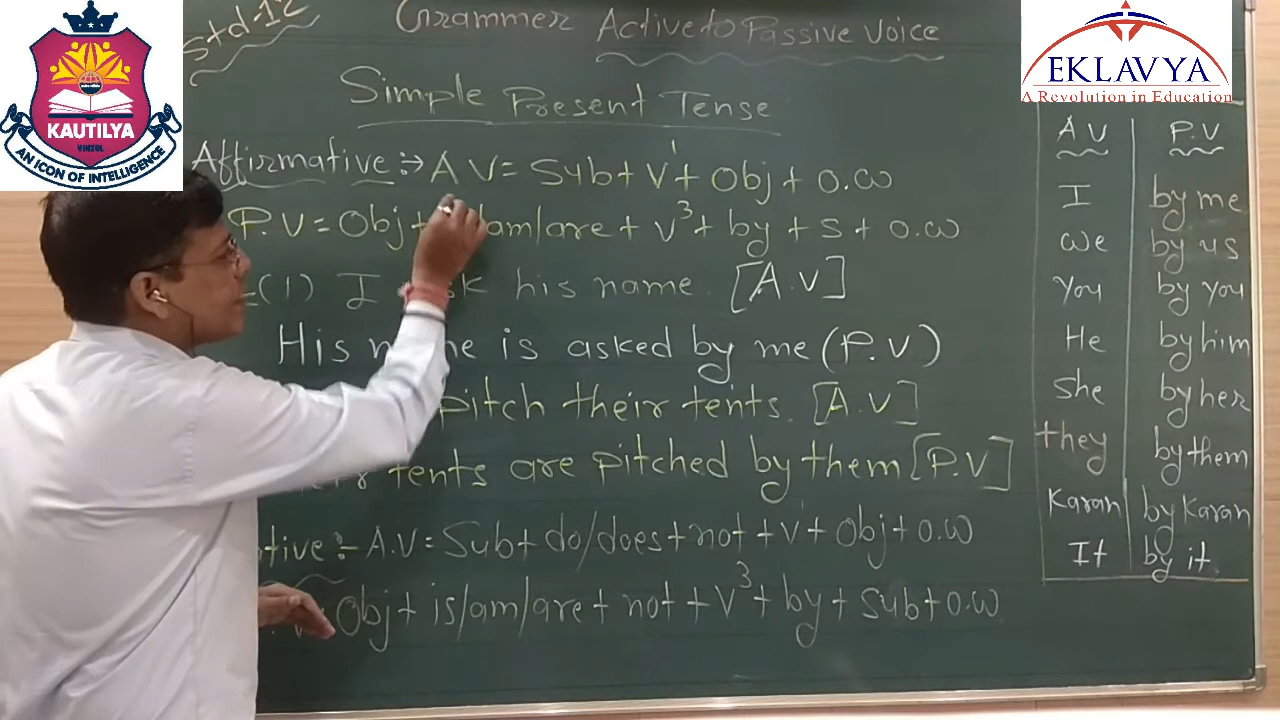 Std-12
Grammer Active to Passive Voice
Simple Present Tense
Affirmative :→ A V = Sub + V¹ + Obj + O.W
P.V = Obj + /am/are + V³ + by + S + O.W
(1) I his name. [A.V]
His is asked by me (P.V)
pitch their tents. [A.V]
tents are pitched by them [P.V]
:- A.V = Sub + do/does + not + V¹ + Obj + O.W
Obj + is/am/are + not + V³ + by + Sub + O.W.
A V P.V
I by me
We by us
You by you
He by him
She by her
they by them
Karan by Karan
It by it.
KAUTILYA
VIRTOL
AN ICON OF INTELLIGENCE
EKLAVYA
A Revolution in Education